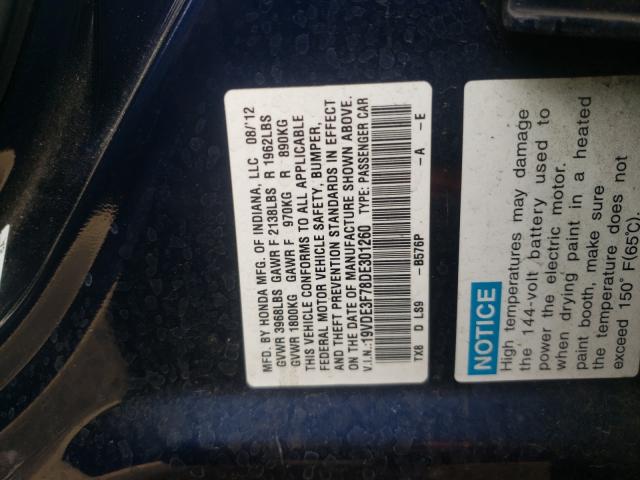 MFD. BY HONDA MFG. OF INDIANA, LLC 08/'12
GVWR 3968LBS GAWR F 2138LBS R 1962LBS
GVWR 1800KG GAWR F 970KG R 890KG
THIS VEHICLE CONFORMS TO ALL APPLICABLE
FEDERAL MOTOR VEHICLE SAFETY, BUMPER,
AND THEFT PREVENTION STANDARDS IN EFFECT
ON THE DATE OF MANUFACTURE SHOWN ABOVE.
V.I.N.:19VDE3F78DE301260 TYPE: PASSENGER CAR
TX8 D LS9 -B576P -A -E
NOTICE
High temperatures may damage
the 144-volt battery used to
power the electric motor.
when drying paint in a heated
paint booth, make sure
the temperature does not
exceed 150°F(65℃)